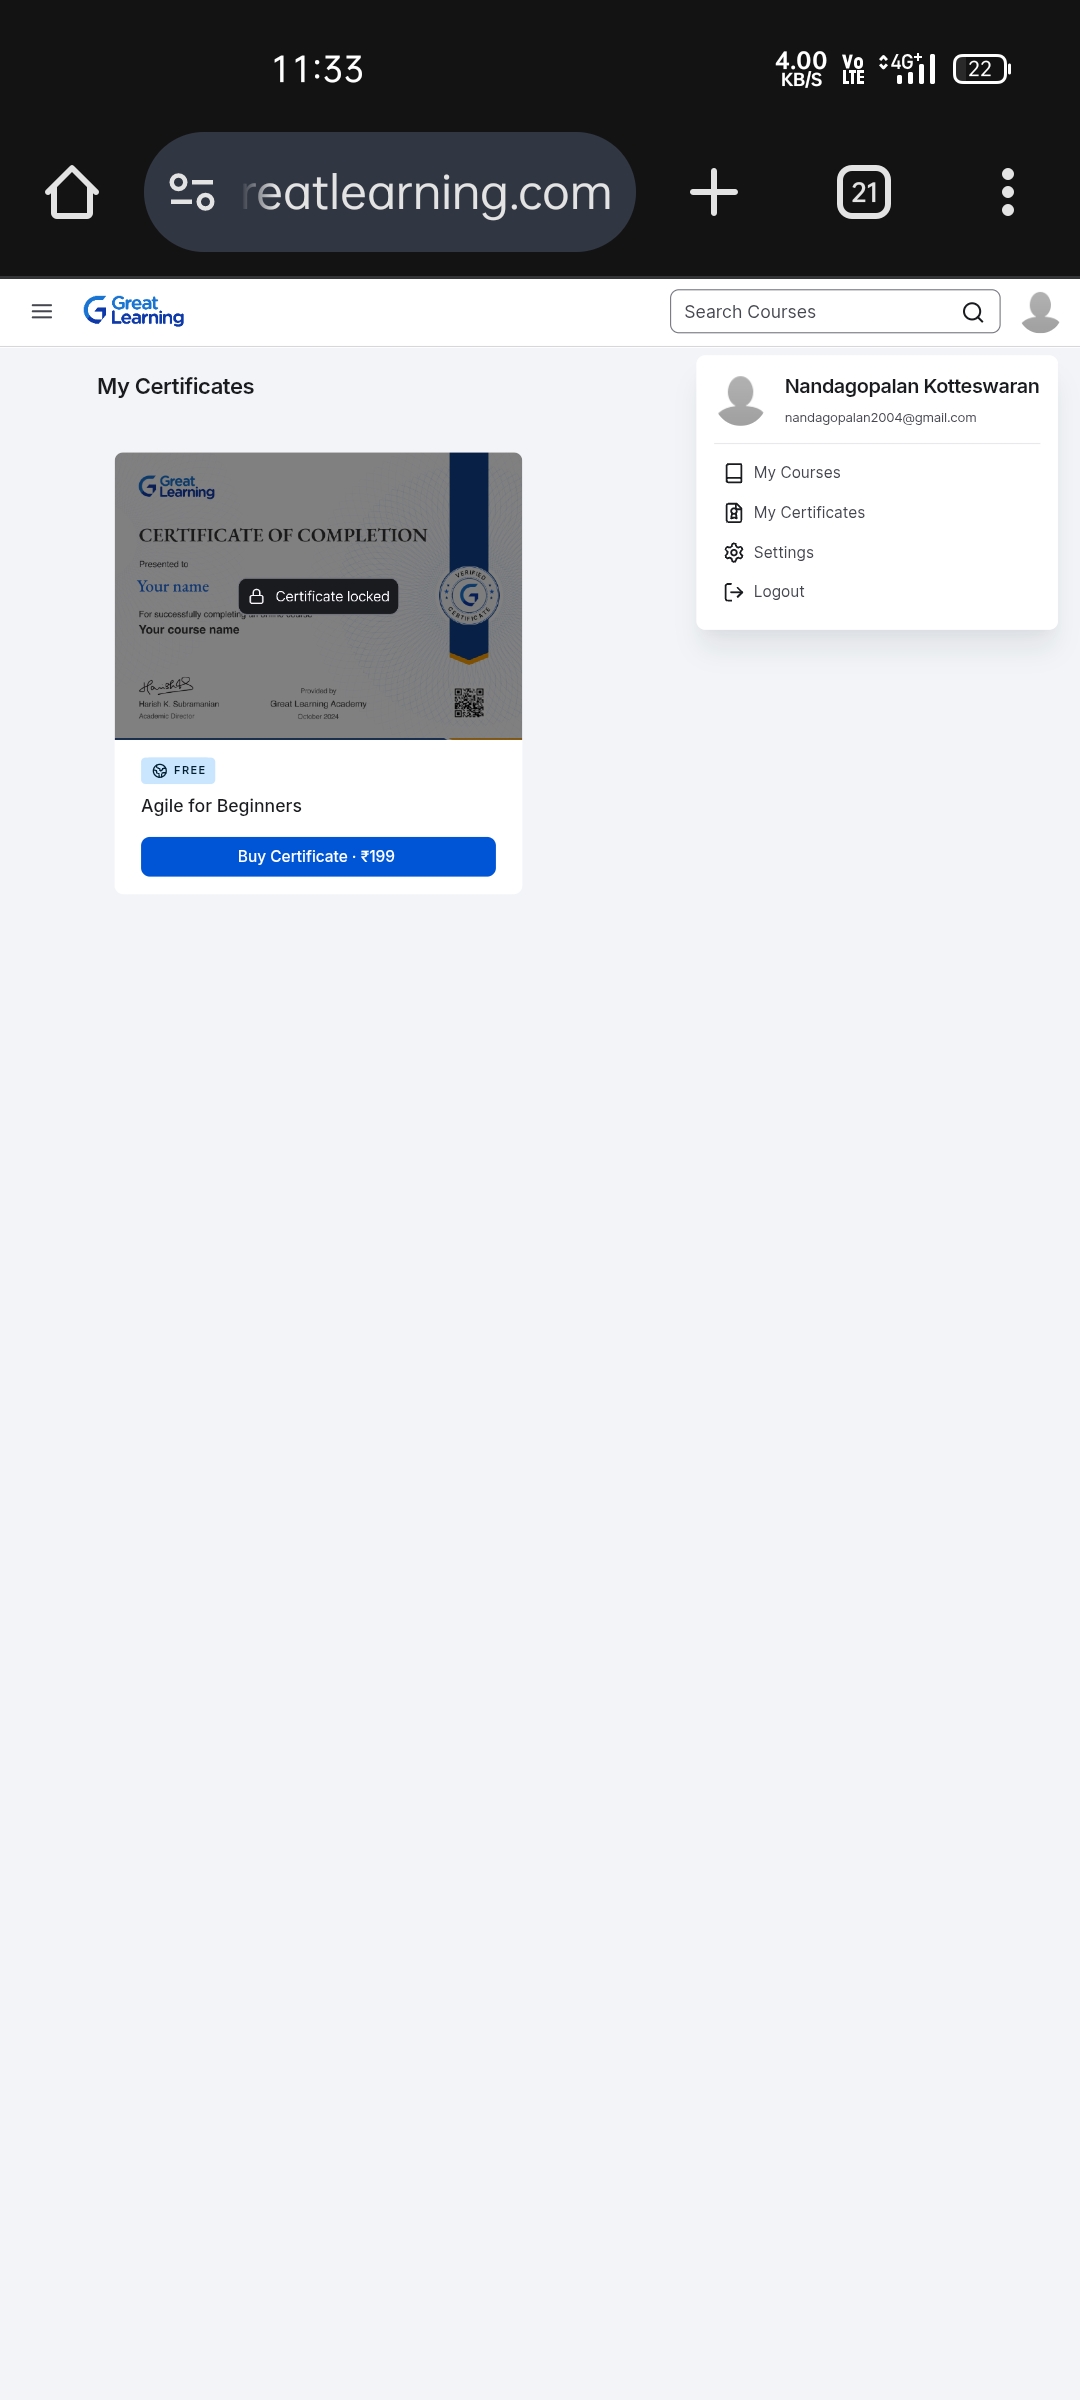 11:33
4.00
KB/S
Vo
LTE
4G+
22
reatlearning.com
21
Great
Learning
Search Courses
My Certificates
Nandagopalan Kotteswaran
nandagopalan2004@gmail.com
My Courses
My Certificates
Settings
Logout
Great
Learning
CERTIFICATE OF COMPLETION
Presented to
Your name
For successfully completing an online course
Your course name
Certificate locked
VERIFIED
CERTIFICATE
Harish K. Subramanian
Academic Director
Provided by
Great Learning Academy
October 2024
FREE
Agile for Beginners
Buy Certificate · ₹199